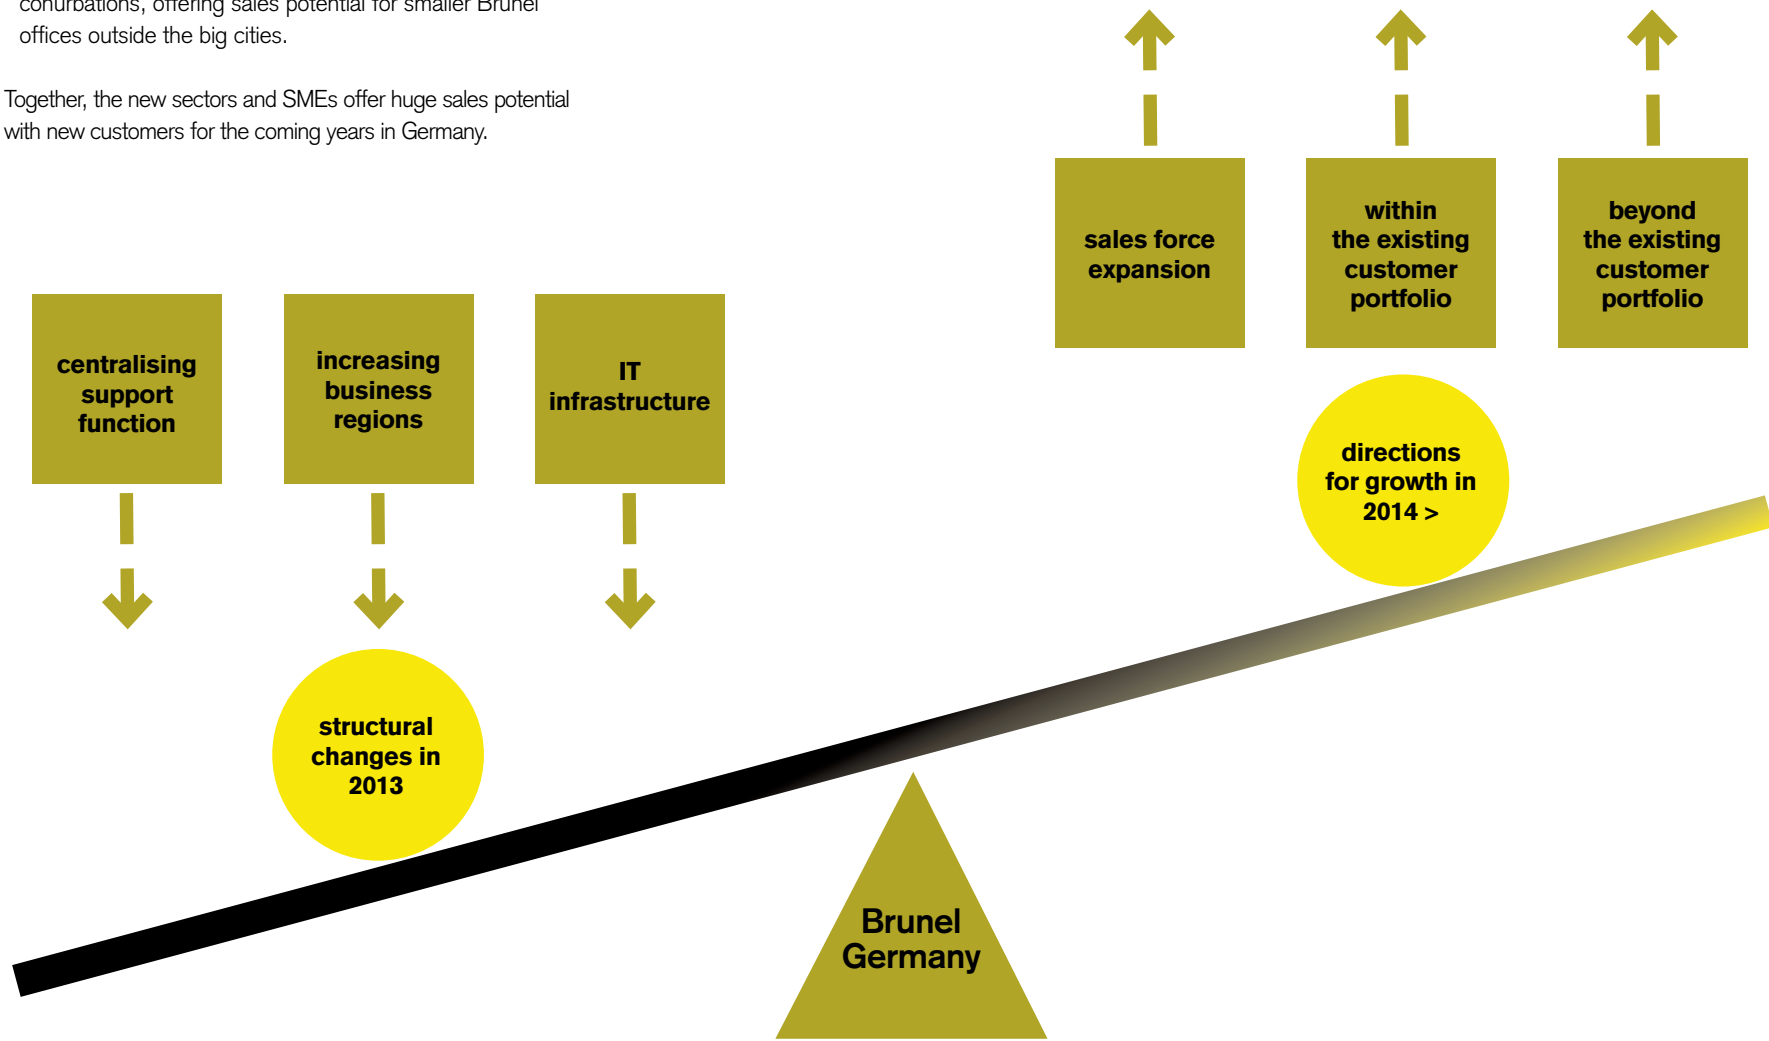 conurbations, offering sales potential for smaller Brunel
offices outside the big cities.
Together, the new sectors and SMEs offer huge sales potential
with new customers for the coming years in Germany.
sales force
expansion
within
the existing
customer
portfolio
beyond
the existing
customer
portfolio
centralising
support
function
increasing
business
regions
IT
infrastructure
directions
for growth in
2014 >
structural
changes in
2013
Brunel
Germany